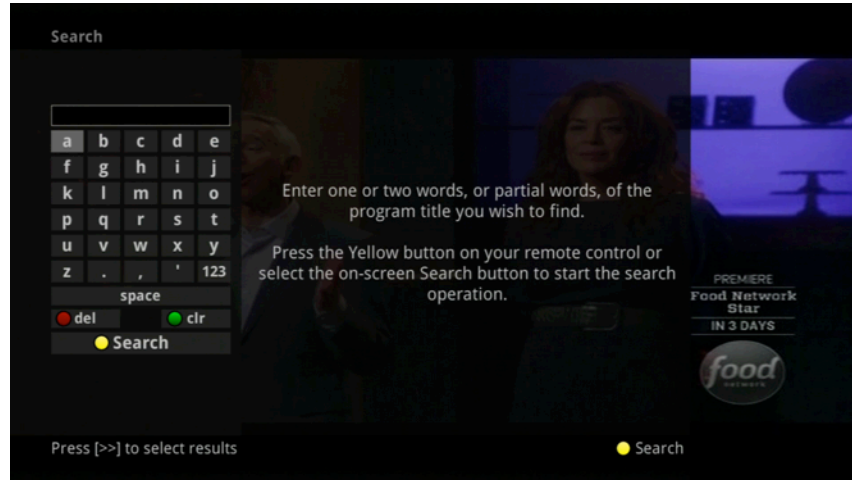 Search
a b c d e
f g h i j
k l m n o
p q r s t
u v w x y
z . , ' 123
space
del clr
Search
Enter one or two words, or partial words, of the
program title you wish to find.
Press the Yellow button on your remote control or
select the on-screen Search button to start the search
operation.
PREMIERE
Food Network
Star
IN 3 DAYS
food
network
Press [>>] to select results
Search